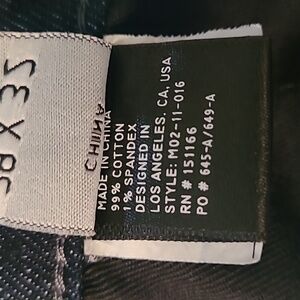 38 X 32
CHINA
MADE IN CHINA
99% COTTON
1% SPANDEX
DESIGNED IN
LOS ANGELES, CA, USA
STYLE: M02-11-016
RN # 151166
PO # 645-A/649-A